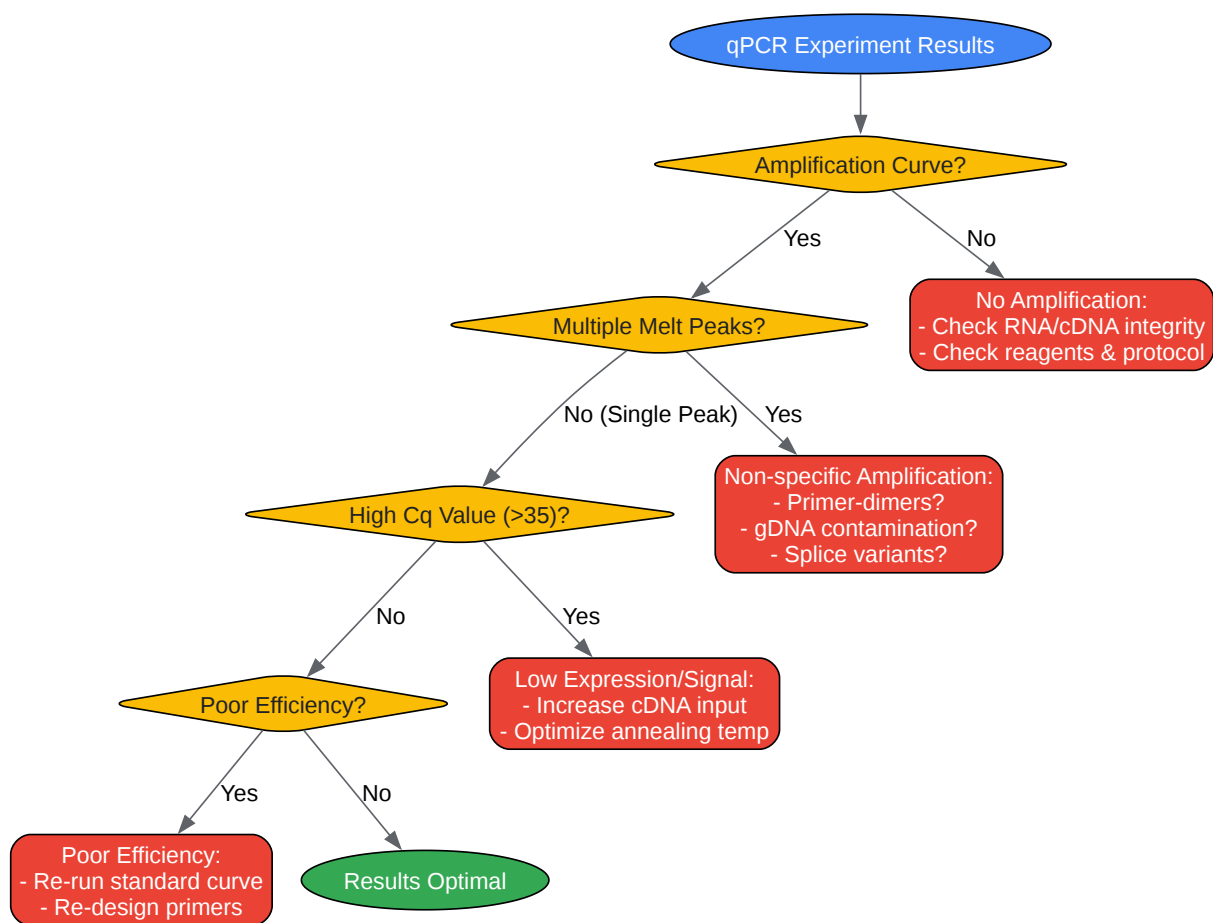 qPCR Experiment Results
Amplification Curve?
Yes
No
No Amplification:
- Check RNA/cDNA integrity
- Check reagents & protocol
Multiple Melt Peaks?
No (Single Peak)
Yes
Non-specific Amplification:
- Primer-dimers?
- gDNA contamination?
- Splice variants?
High Cq Value (>35)?
No
Yes
Low Expression/Signal:
- Increase cDNA input
- Optimize annealing temp
Poor Efficiency?
Yes
No
Poor Efficiency:
- Re-run standard curve
- Re-design primers
Results Optimal